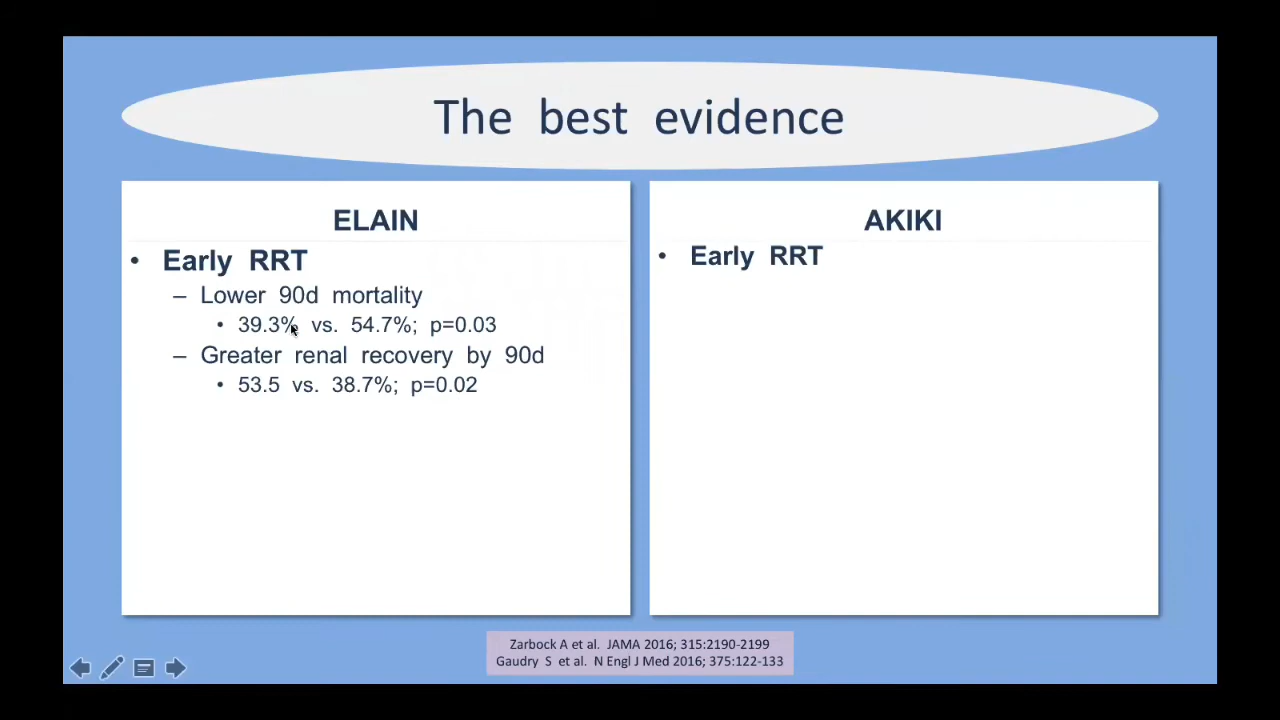 The best evidence
ELAIN
• Early RRT
– Lower 90d mortality
• 39.3% vs. 54.7%; p=0.03
– Greater renal recovery by 90d
• 53.5 vs. 38.7%; p=0.02
AKIKI
• Early RRT
Zarbock A et al. JAMA 2016; 315:2190-2199
Gaudry S et al. N Engl J Med 2016; 375:122-133